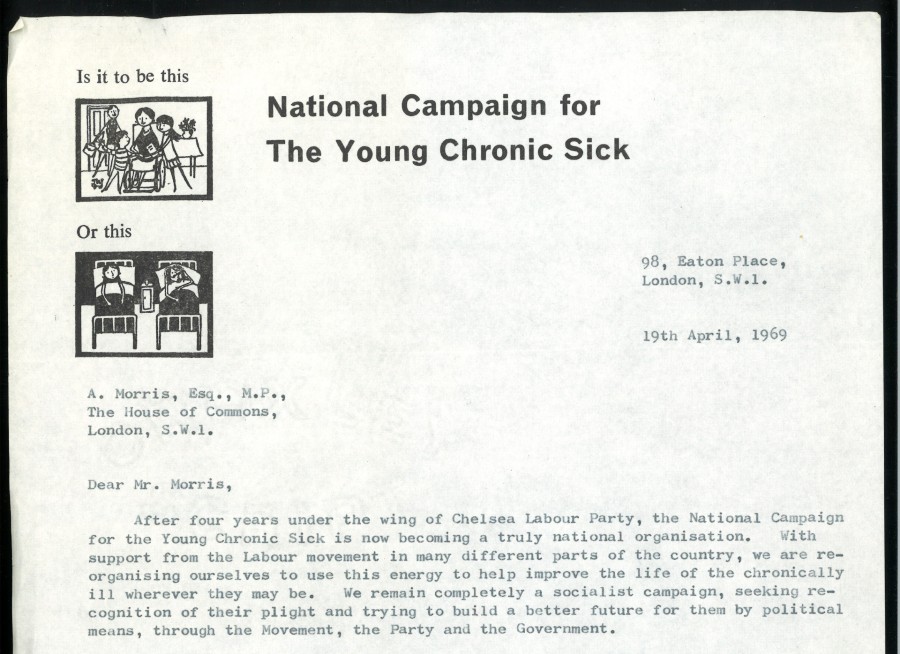 Is it to be this
National Campaign for
The Young Chronic Sick
Or this
98, Eaton Place,
London, S.W.1.
19th April, 1969
A. Morris, Esq., M.P.,
The House of Commons,
London, S.W.1.
Dear Mr. Morris,
After four years under the wing of Chelsea Labour Party, the National Campaign
for the Young Chronic Sick is now becoming a truly national organisation. With
support from the Labour movement in many different parts of the country, we are re-
organising ourselves to use this energy to help improve the life of the chronically
ill wherever they may be. We remain completely a socialist campaign, seeking re-
cognition of their plight and trying to build a better future for them by political
means, through the Movement, the Party and the Government.